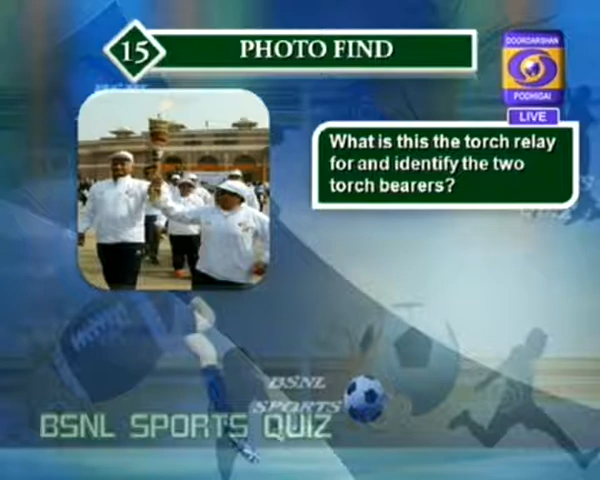 15 PHOTO FIND
DOORDARSHAN
PODHIGAI
LIVE
What is this the torch relay
for and identify the two
torch bearers?
BSNL
SPORTS
BSNL SPORTS QUIZ